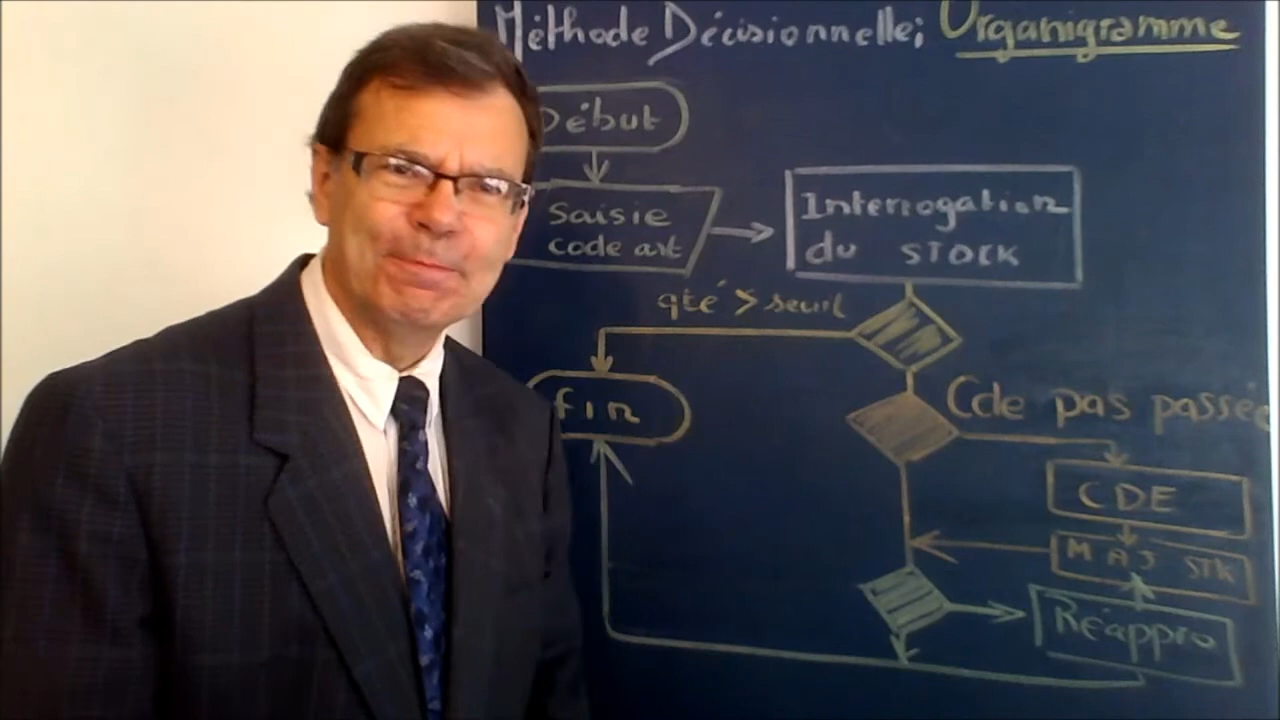 Méthode Décisionnelle; Organigramme
Début
Saisie
code art
Interrogation
du STOCK
qté > seuil
fin
Cde pas passée
CDE
MAJ STK
Réappro